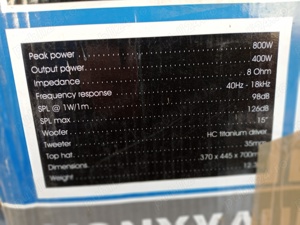 Peak power 800W
Output power 400W
Impedance 8 Ohm
Frequency response 40Hz - 18kHz
SPL @ 1W/1m 98dB
SPL max 126dB
Woofer 15"
Tweeter HC titanium driver
Top hat 35mm
Dimensions 370 x 445 x 700m
Weight